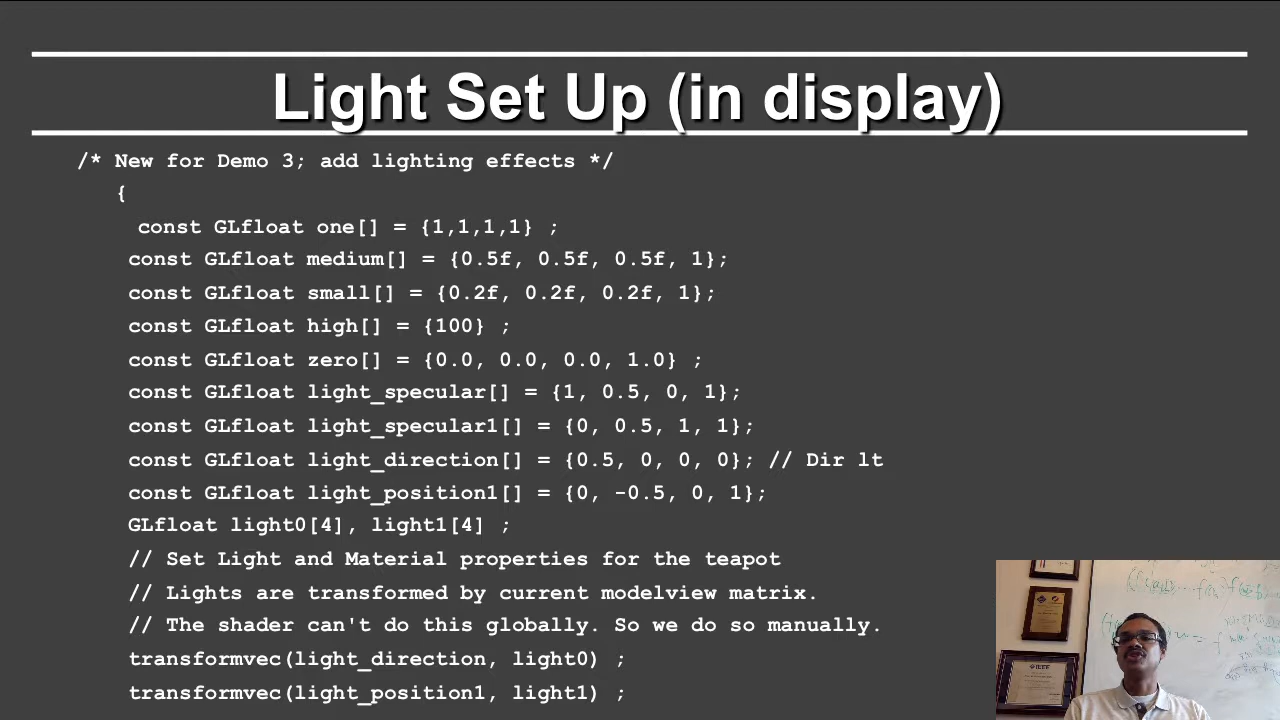 Light Set Up (in display)
/* New for Demo 3; add lighting effects */
{
const GLfloat one[] = {1,1,1,1} ;
const GLfloat medium[] = {0.5f, 0.5f, 0.5f, 1};
const GLfloat small[] = {0.2f, 0.2f, 0.2f, 1};
const GLfloat high[] = {100} ;
const GLfloat zero[] = {0.0, 0.0, 0.0, 1.0} ;
const GLfloat light_specular[] = {1, 0.5, 0, 1};
const GLfloat light_specular1[] = {0, 0.5, 1, 1};
const GLfloat light_direction[] = {0.5, 0, 0, 0}; // Dir lt
const GLfloat light_position1[] = {0, -0.5, 0, 1};
GLfloat light0[4], light1[4] ;
// Set Light and Material properties for the teapot
// Lights are transformed by current modelview matrix.
// The shader can't do this globally. So we do so manually.
transformvec(light_direction, light0) ;
transformvec(light_position1, light1) ;
IEEE